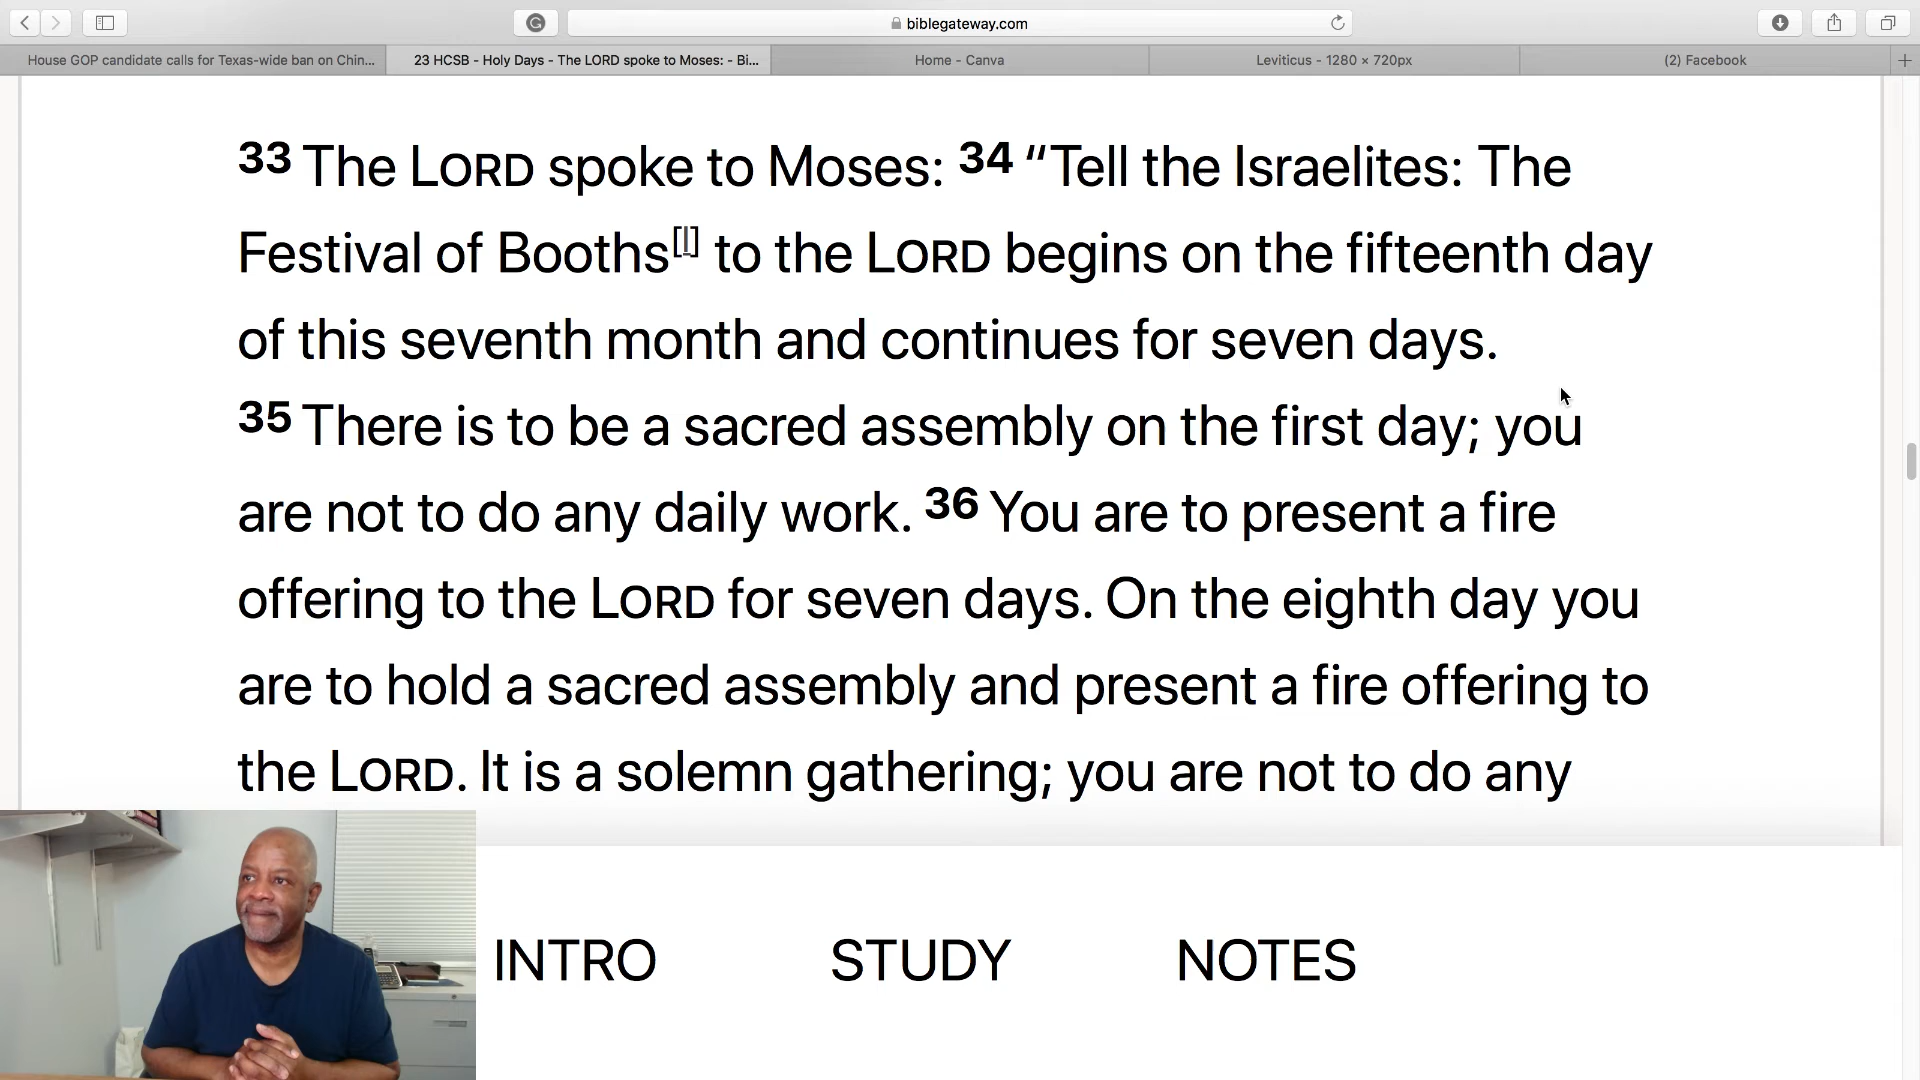 biblegateway.com
House GOP candidate calls for Texas-wide ban on Chin...
23 HCSB - Holy Days - The LORD spoke to Moses: - Bi...
Home - Canva
Leviticus - 1280 × 720px
(2) Facebook
33 The LORD spoke to Moses: 34 “Tell the Israelites: The
Festival of Booths[l] to the LORD begins on the fifteenth day
of this seventh month and continues for seven days.
35 There is to be a sacred assembly on the first day; you
are not to do any daily work. 36 You are to present a fire
offering to the LORD for seven days. On the eighth day you
are to hold a sacred assembly and present a fire offering to
the LORD. It is a solemn gathering; you are not to do any
INTRO STUDY NOTES